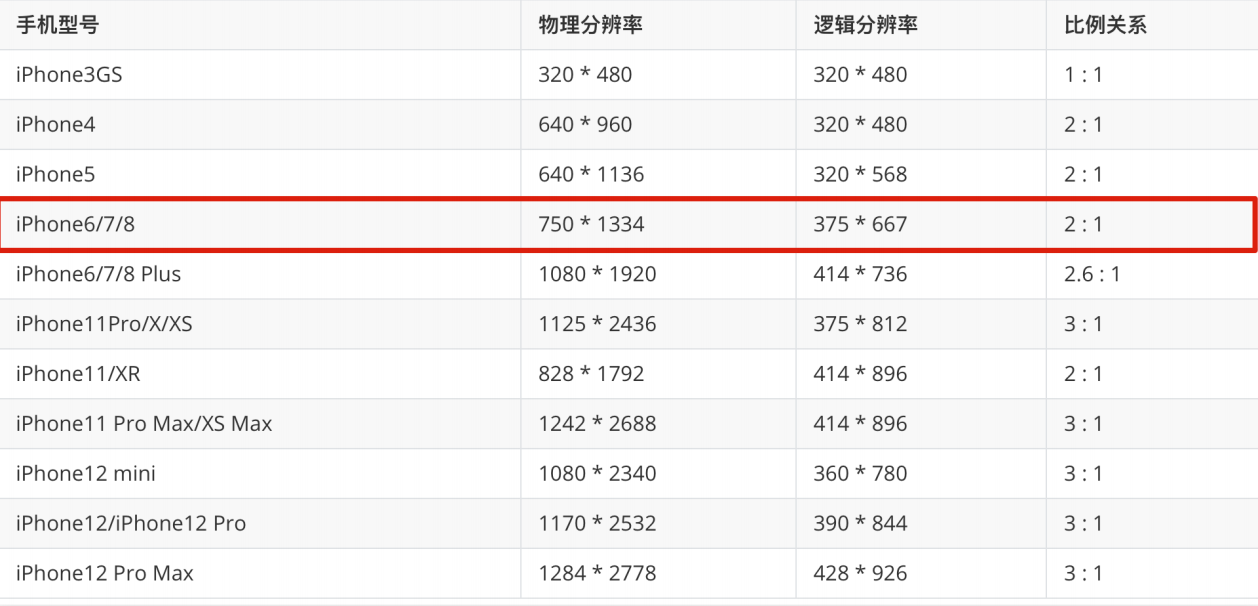 手机型号 物理分辨率 逻辑分辨率 比例关系
iPhone3GS 320 * 480 320 * 480 1 : 1
iPhone4 640 * 960 320 * 480 2 : 1
iPhone5 640 * 1136 320 * 568 2 : 1
iPhone6/7/8 750 * 1334 375 * 667 2 : 1
iPhone6/7/8 Plus 1080 * 1920 414 * 736 2.6 : 1
iPhone11Pro/X/XS 1125 * 2436 375 * 812 3 : 1
iPhone11/XR 828 * 1792 414 * 896 2 : 1
iPhone11 Pro Max/XS Max 1242 * 2688 414 * 896 3 : 1
iPhone12 mini 1080 * 2340 360 * 780 3 : 1
iPhone12/iPhone12 Pro 1170 * 2532 390 * 844 3 : 1
iPhone12 Pro Max 1284 * 2778 428 * 926 3 : 1